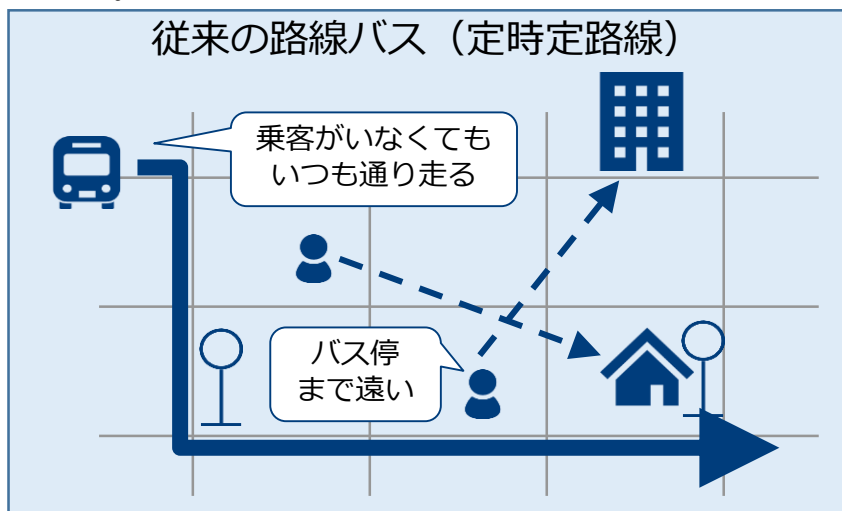 従来の路線バス（定時定路線）
乗客がいなくても
いつも通り走る
バス停
まで遠い